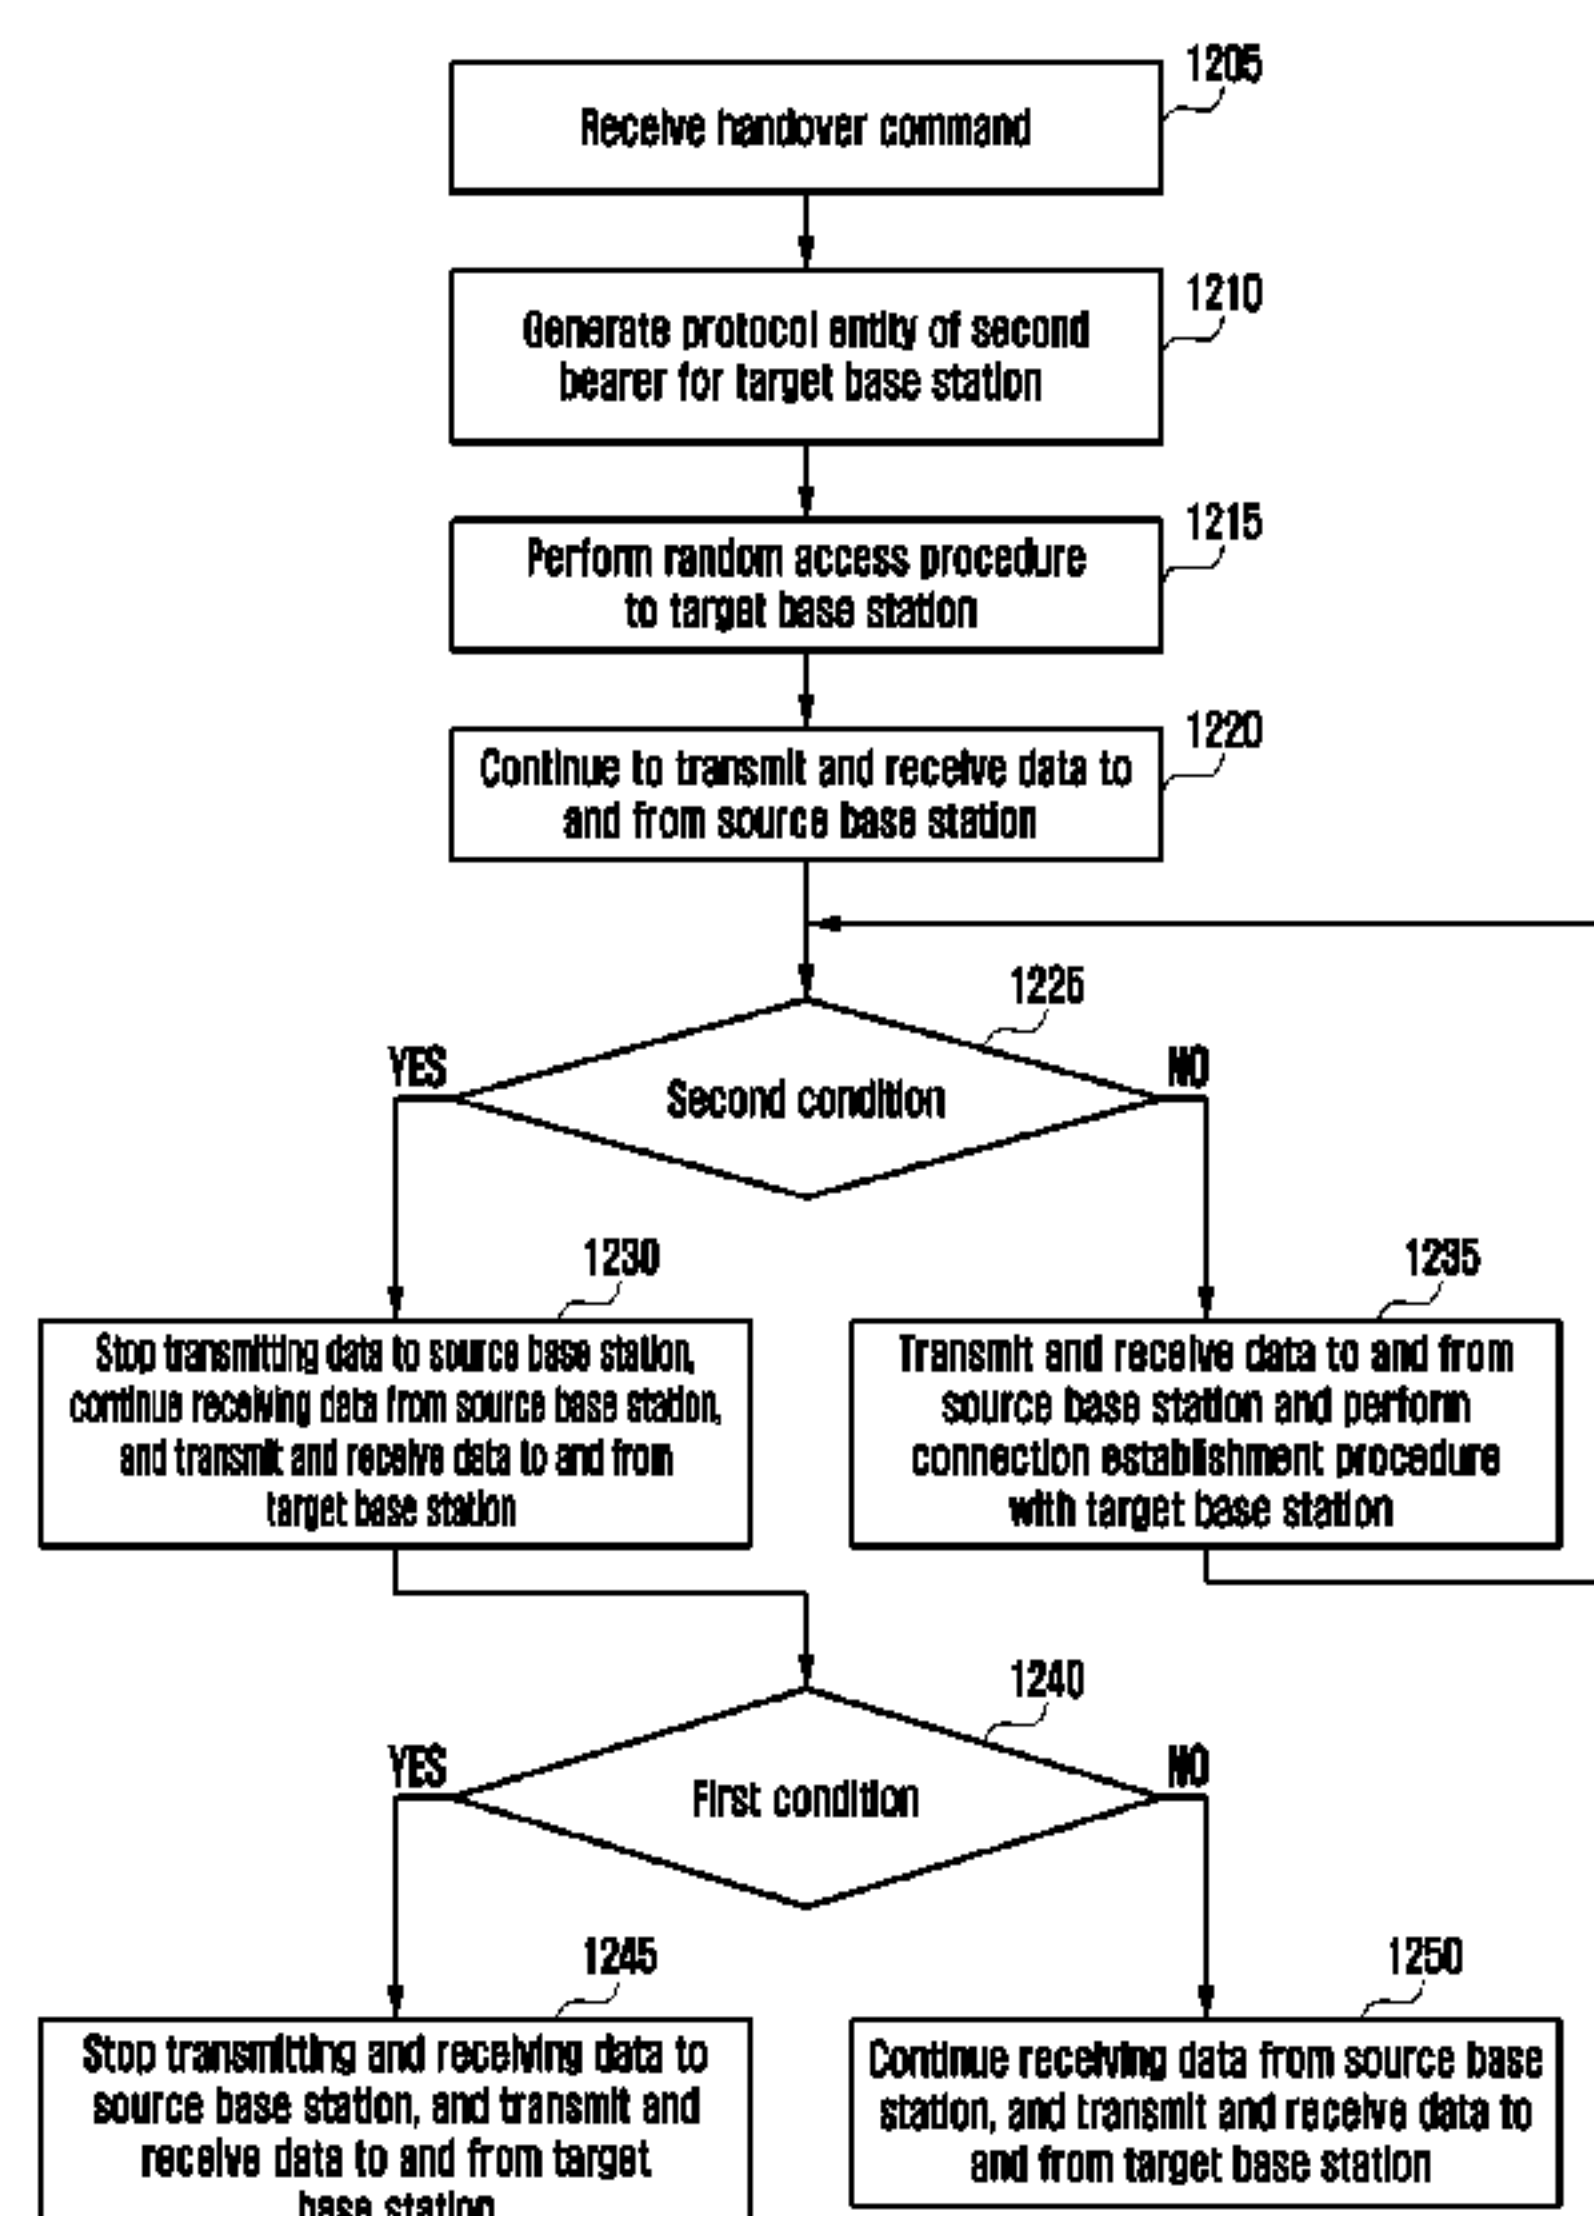 1205
Receive handover command
1210
Generate protocol entity of second
bearer for target base station
1215
Perform random access procedure
to target base station
1220
Continue to transmit and receive data to
and from source base station
1225
YES
NO
Second condition
1230
1235
Stop transmitting data to source base station,
continue receiving data from source base station,
and transmit and receive data to and from
target base station
Transmit and receive data to and from
source base station and perform
connection establishment procedure
with target base station
1240
YES
NO
First condition
1245
1250
Stop transmitting and receiving data to
source base station, and transmit and
receive data to and from target
base station
Continue receiving data from source base
station, and transmit and receive data to
and from target base station